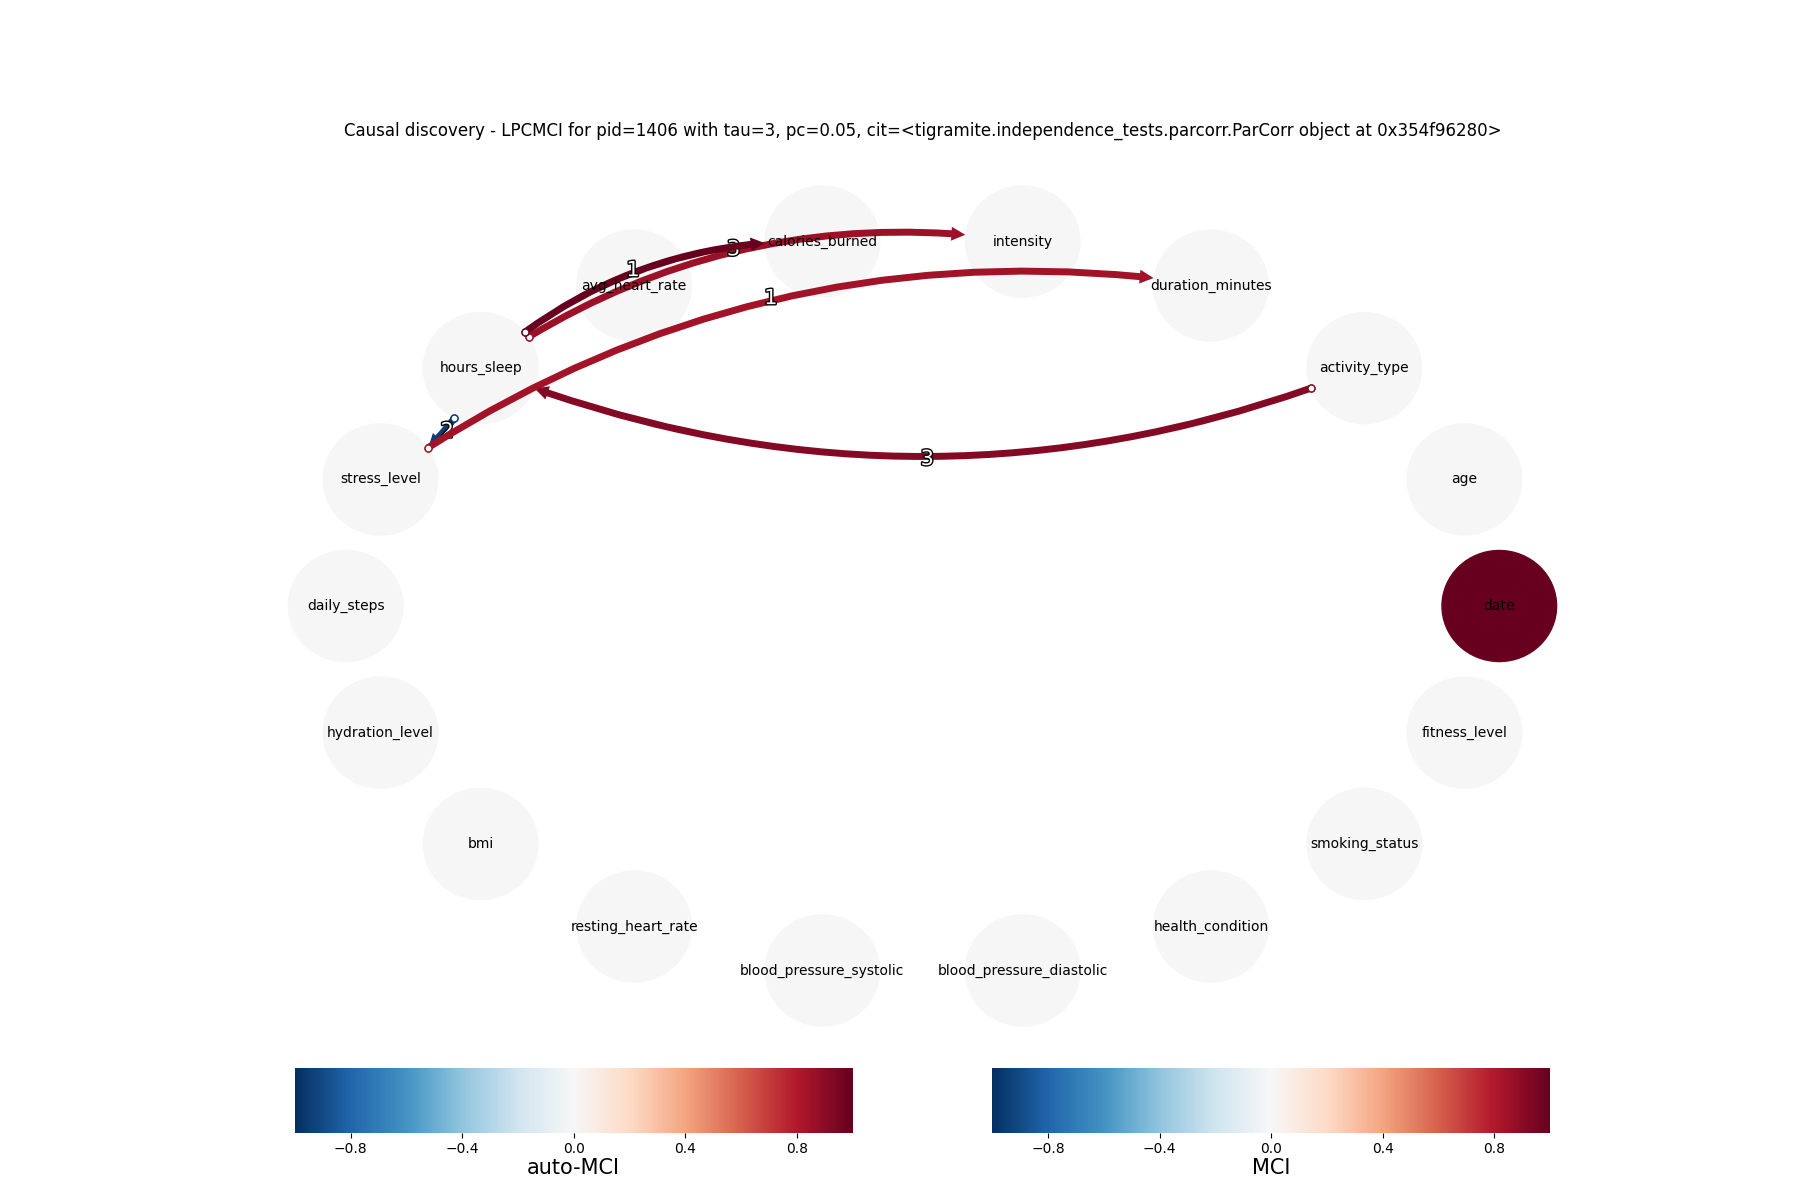 Causal discovery - LPCMCI for pid=1406 with tau=3, pc=0.05, cit=<tigramite.independence_tests.parcorr.ParCorr object at 0x354f96280>
calories_burned
intensity
3
1
avg_heart_rate
duration_minutes
1
hours_sleep
activity_type
2
3
stress_level
age
daily_steps
date
hydration_level
fitness_level
bmi
smoking_status
resting_heart_rate
health_condition
blood_pressure_systolic
blood_pressure_diastolic
−0.8 −0.4 0.0 0.4 0.8
auto-MCI
−0.8 −0.4 0.0 0.4 0.8
MCI